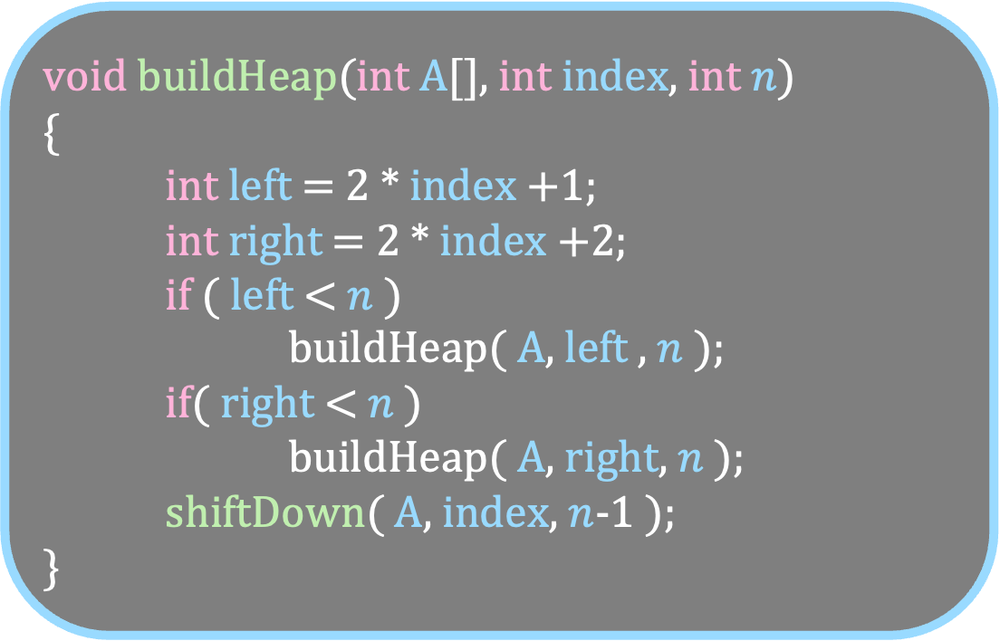 void buildHeap(int A[], int index, int n)
{
int left = 2 * index +1;
int right = 2 * index +2;
if ( left < n )
buildHeap( A, left , n );
if( right < n )
buildHeap( A, right, n );
shiftDown( A, index, n-1 );
}